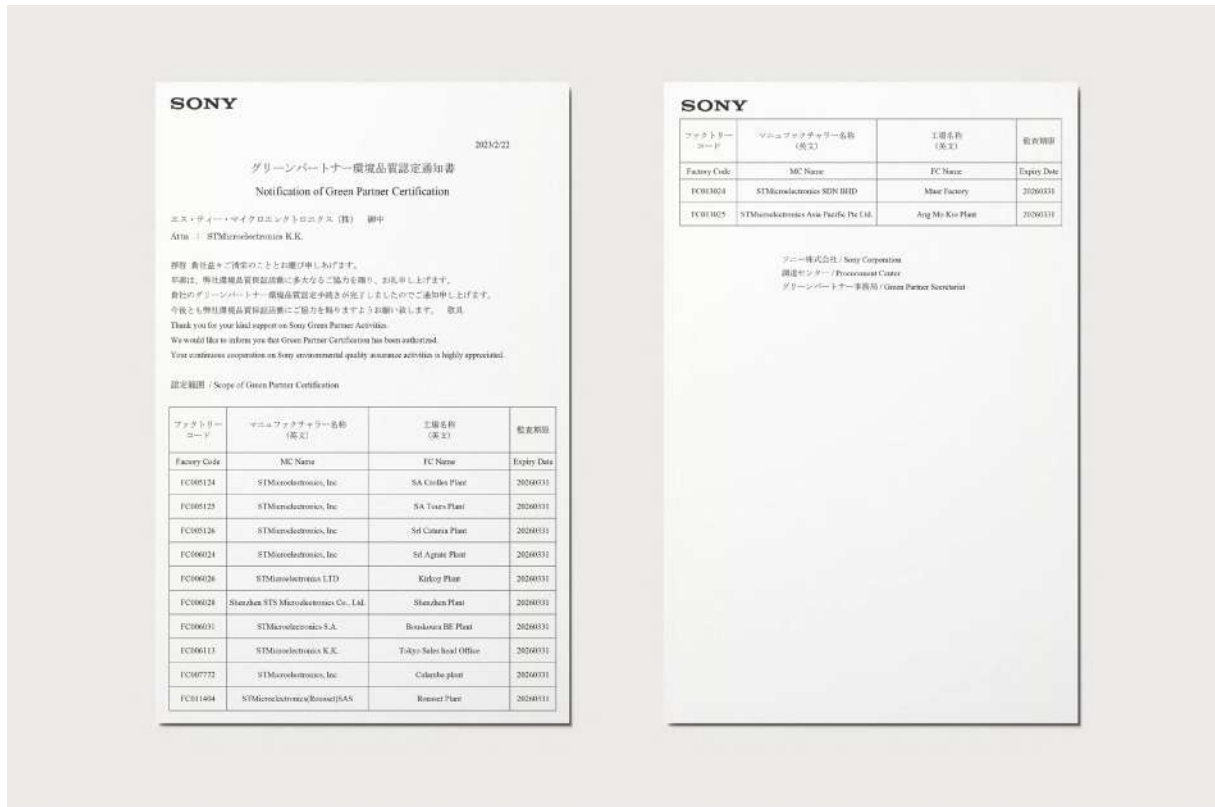 SONY
2023/2/22
グリーンパートナー環境品質認定通知書
Notification of Green Partner Certification
エス・ティー・マイクロエレクトロニクス（株） 御中
Attn ： STMicroelectronics K.K.
拝啓 貴社益々ご清栄のこととお慶び申しあげます。
平素は、弊社環境品質保証活動に多大なるご協力を賜り、お礼申し上げます。
貴社のグリーンパートナー環境品質認定手続きが完了しましたのでご通知申し上げます。
今後とも弊社環境品質保証活動にご協力を賜りますようお願い致します。 敬具
Thank you for your kind support on Sony Green Partner Activities.
We would like to inform you that Green Partner Certification has been authorized.
Your continuous cooperation on Sony environmental quality assurance activities is highly appreciated.
認定範囲 / Scope of Green Partner Certification
ファクトリーコード マニュファクチャラー名称（英文） 工場名称（英文） 監査期限
Factory Code MC Name FC Name Expiry Date
FC005124 STMicroelectronics, Inc SA Crolles Plant 20260331
FC005125 STMicroelectronics, Inc SA Tours Plant 20260331
FC005126 STMicroelectronics, Inc Srl Catania Plant 20260331
FC006024 STMicroelectronics, Inc Srl Agrate Plant 20260331
FC006026 STMicroelectronics LTD Kirkop Plant 20260331
FC006028 Shenzhen STS Microelectronics Co., Ltd. Shenzhen Plant 20260331
FC006031 STMicroelectronics S.A. Bouskoura BE Plant 20260331
FC006113 STMicroelectronics K.K. Tokyo Sales head Office 20260331
FC007772 STMicroelectronics, Inc Calamba plant 20260331
FC011404 STMicroelectronics(Rousset)SAS Rousset Plant 20260331
SONY
ファクトリーコード マニュファクチャラー名称（英文） 工場名称（英文） 監査期限
Factory Code MC Name FC Name Expiry Date
FC013024 STMicroelectronics SDN BHD Muar Factory 20260331
FC013025 STMicroelectronics Asia Pacific Pte Ltd. Ang Mo Kio Plant 20260331
ソニー株式会社 / Sony Corporation
調達センター / Procurement Center
グリーンパートナー事務局 / Green Partner Secretariat